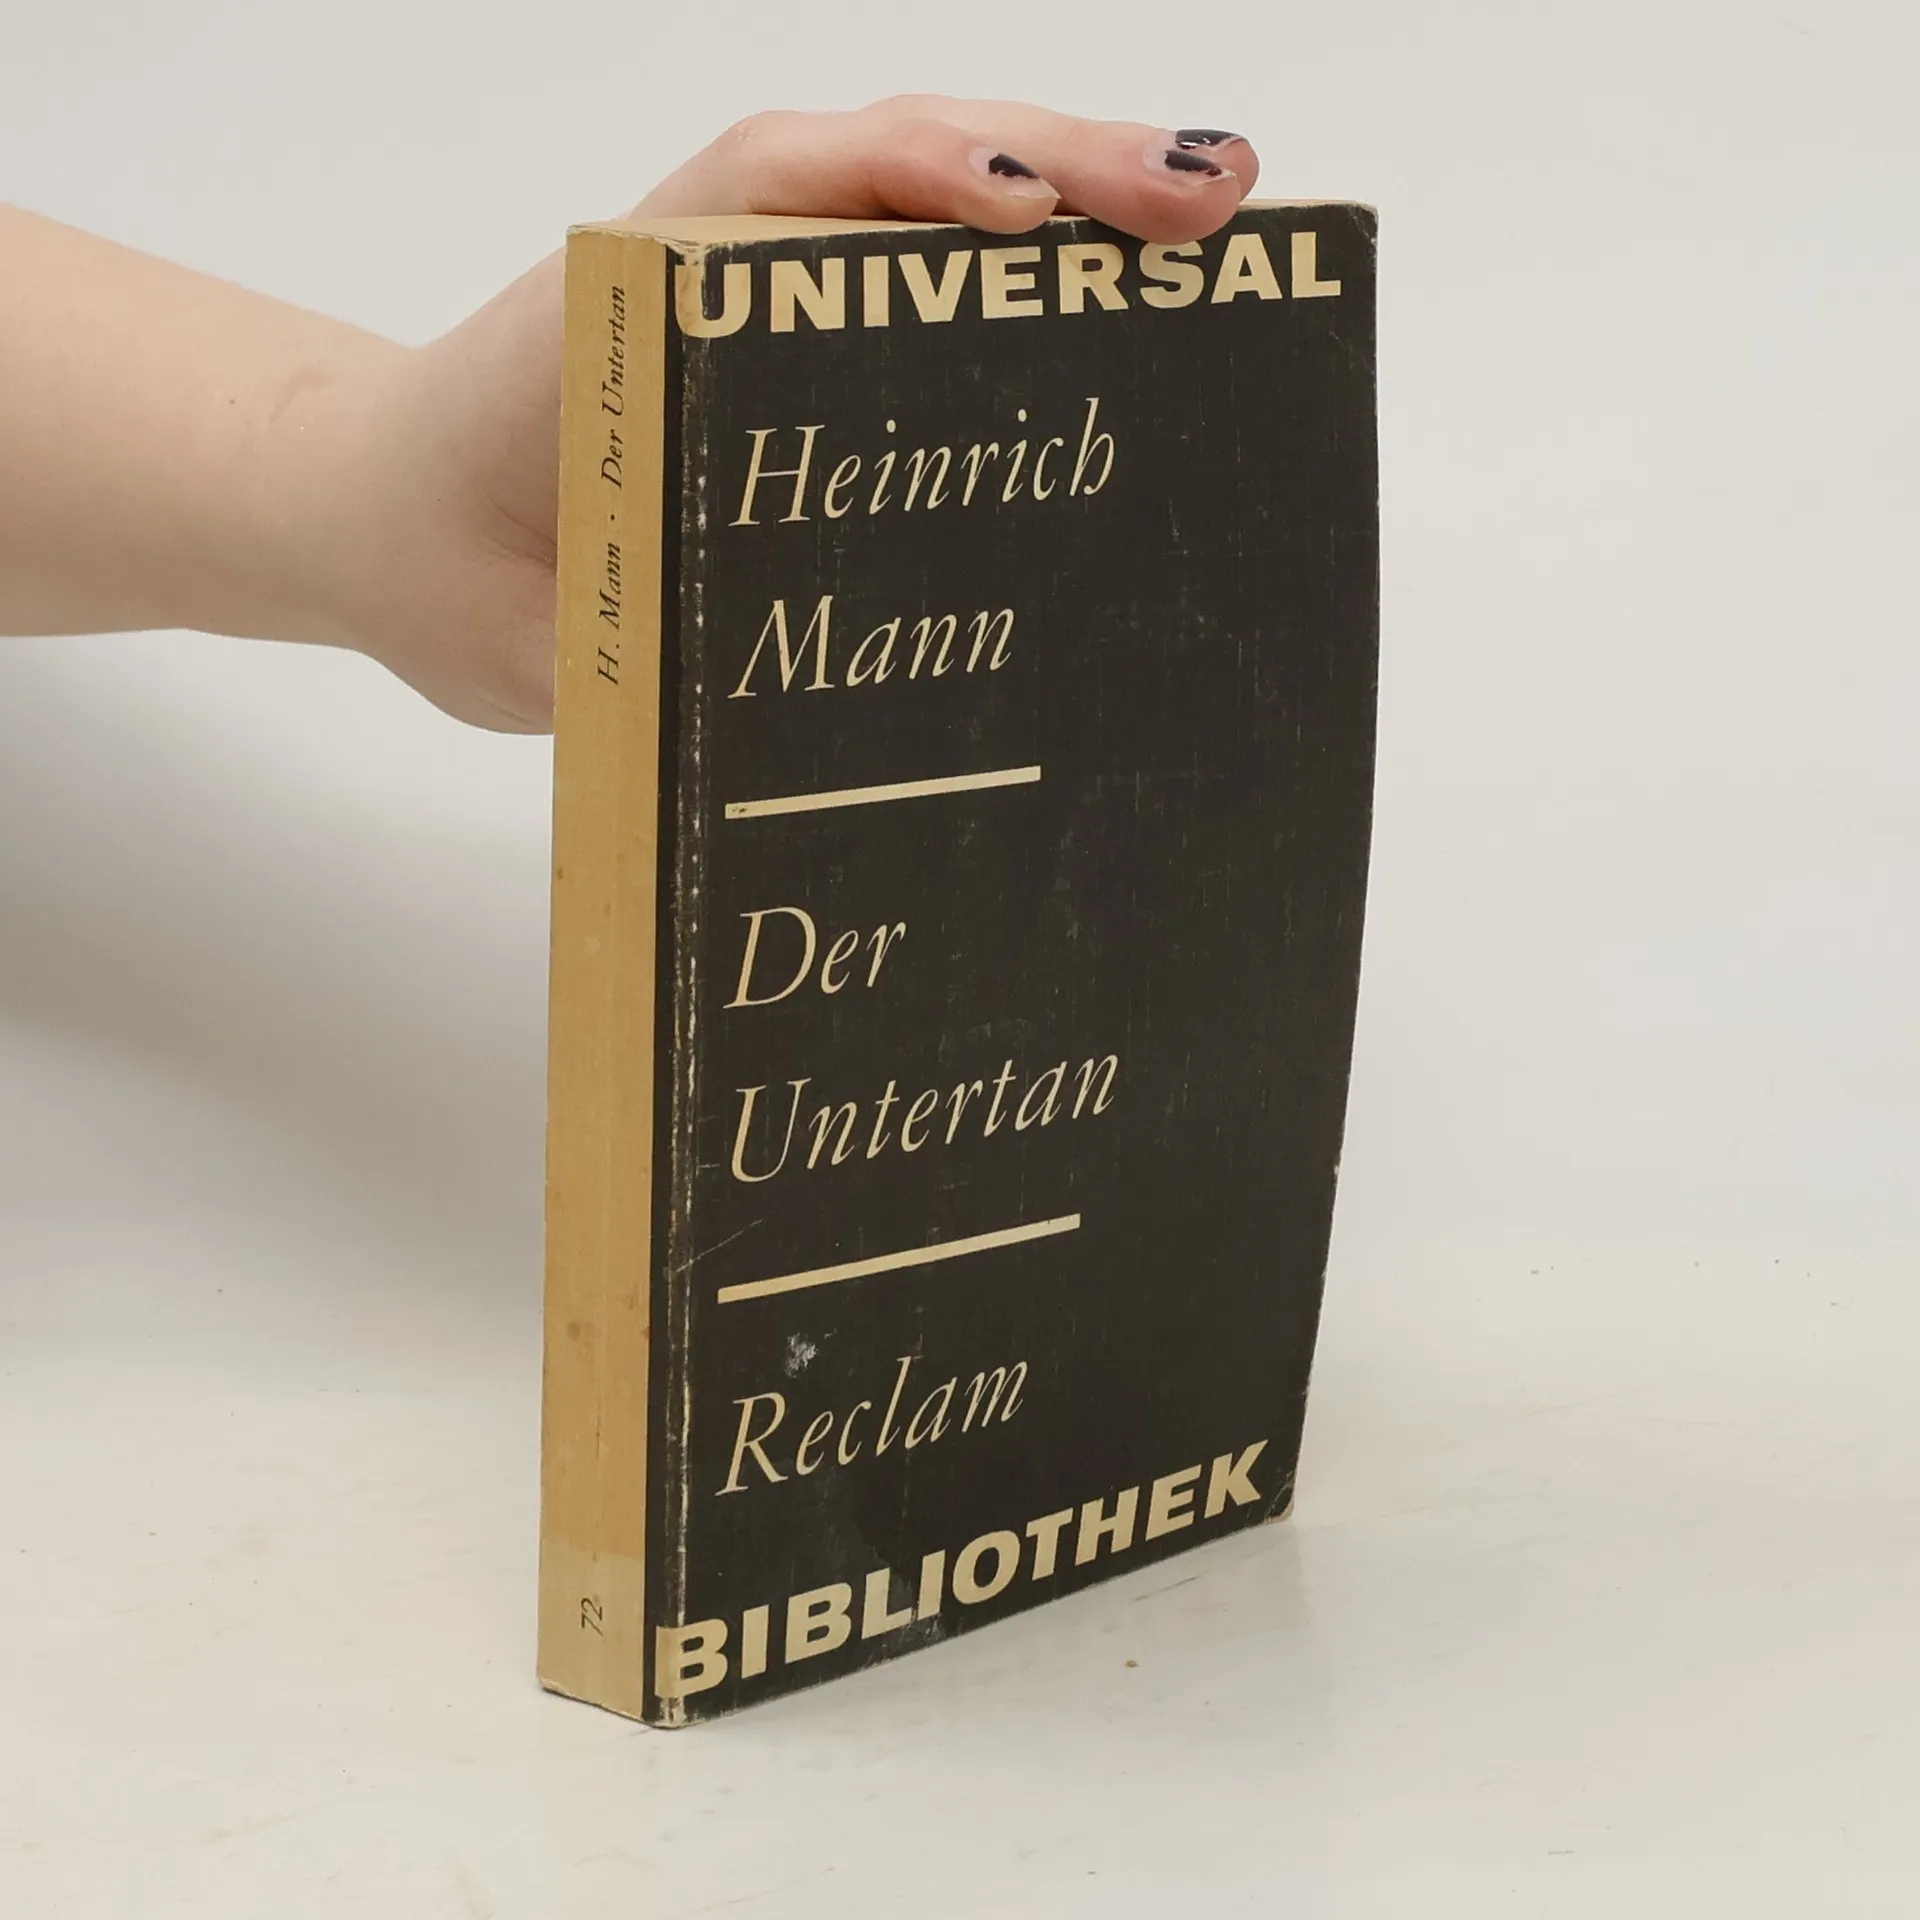 UNIVERSAL
Heinrich
Mann
Der
Untertan
Reclam
BIBLIOTHEK
H. Mann · Der Untertan
72